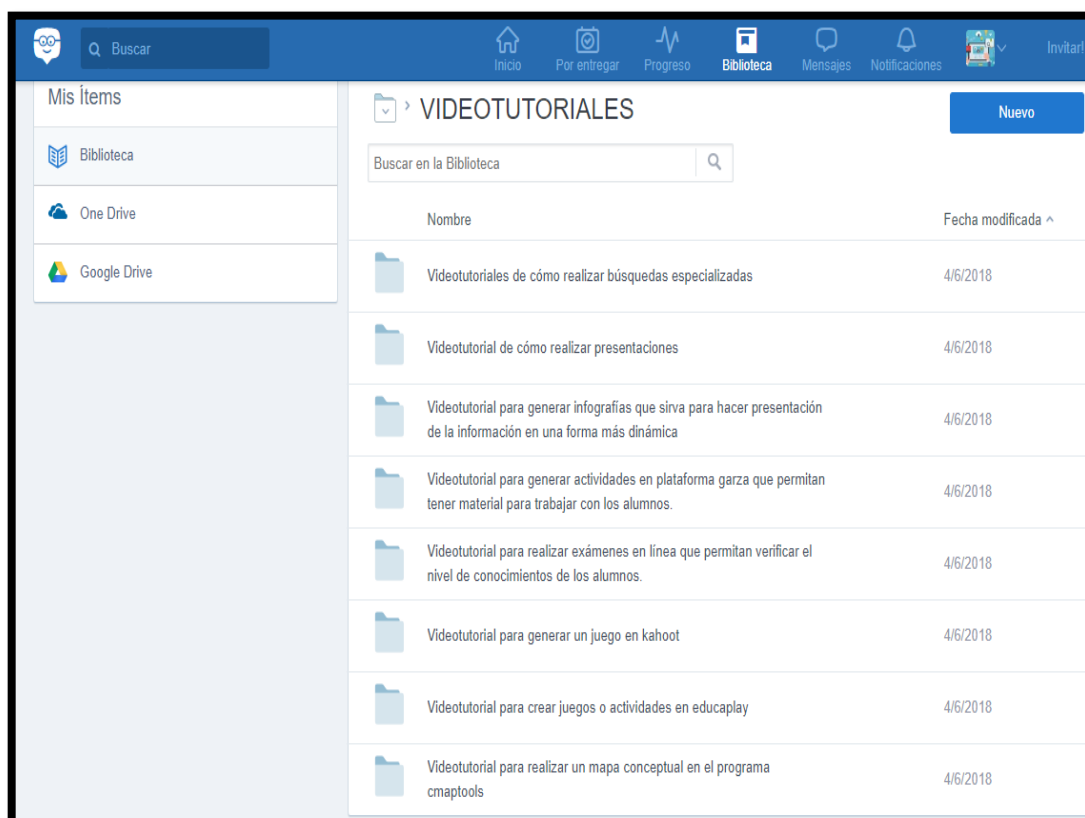 Buscar
Inicio
Por entregar
Progreso
Biblioteca
Mensajes
Notificaciones
Invitar!
Mis Ítems
Biblioteca
One Drive
Google Drive
VIDEOTUTORIALES
Nuevo
Buscar en la Biblioteca
Nombre
Fecha modificada
Videotutoriales de cómo realizar búsquedas especializadas
4/6/2018
Videotutorial de cómo realizar presentaciones
4/6/2018
Videotutorial para generar infografías que sirva para hacer presentación
de la información en una forma más dinámica
4/6/2018
Videotutorial para generar actividades en plataforma garza que permitan
tener material para trabajar con los alumnos.
4/6/2018
Videotutorial para realizar exámenes en línea que permitan verificar el
nivel de conocimientos de los alumnos.
4/6/2018
Videotutorial para generar un juego en kahoot
4/6/2018
Videotutorial para crear juegos o actividades en educaplay
4/6/2018
Videotutorial para realizar un mapa conceptual en el programa
cmaptools
4/6/2018